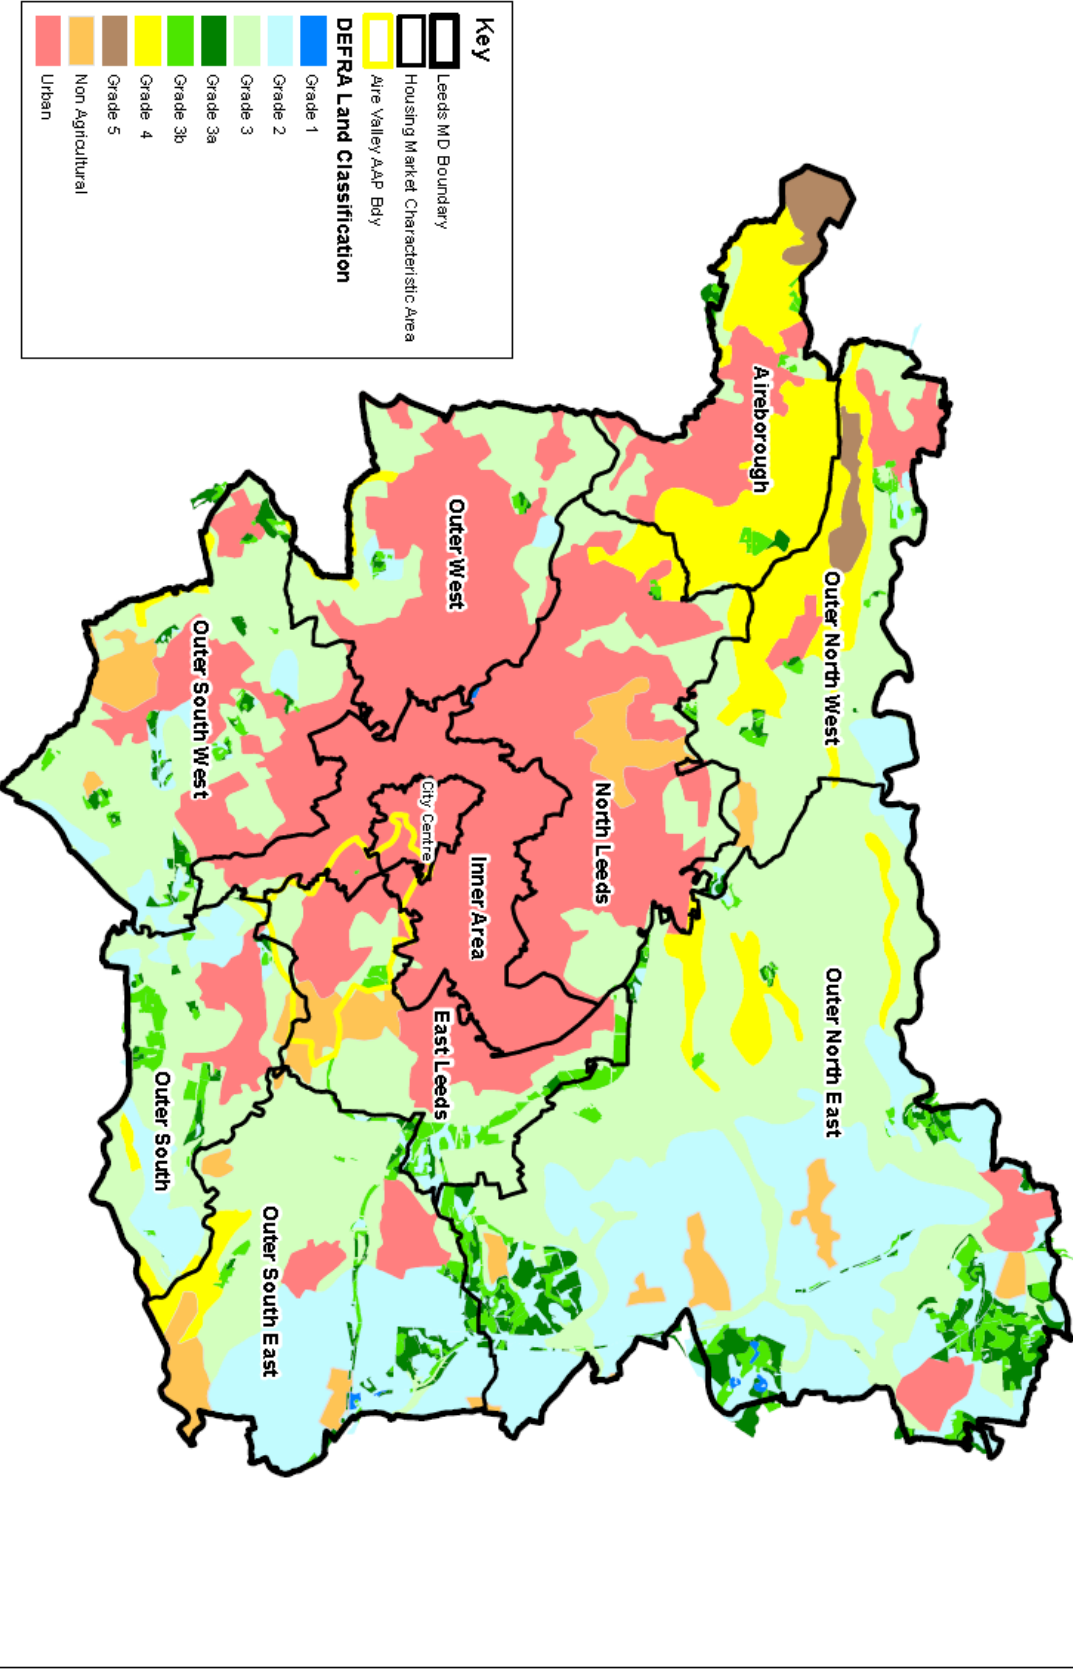 Key
Leeds MD Boundary
Housing Market Characteristic Area
Aire Valley AAP Bdy
DEFRA Land Classification
Grade 1
Grade 2
Grade 3
Grade 3a
Grade 3b
Grade 4
Grade 5
Non Agricultural
Urban
Aireborough
Outer North West
Outer North East
Outer West
North Leeds
City Centre
Inner Area
East Leeds
Outer South West
Outer South
Outer South East